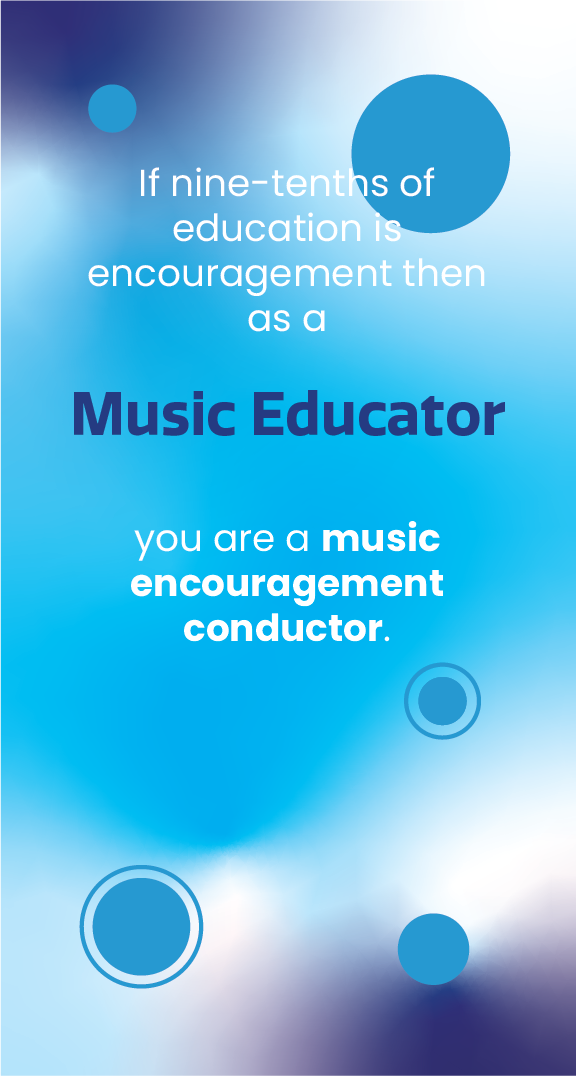 If nine-tenths of
education is
encouragement then
as a
Music Educator
you are a music
encouragement
conductor.